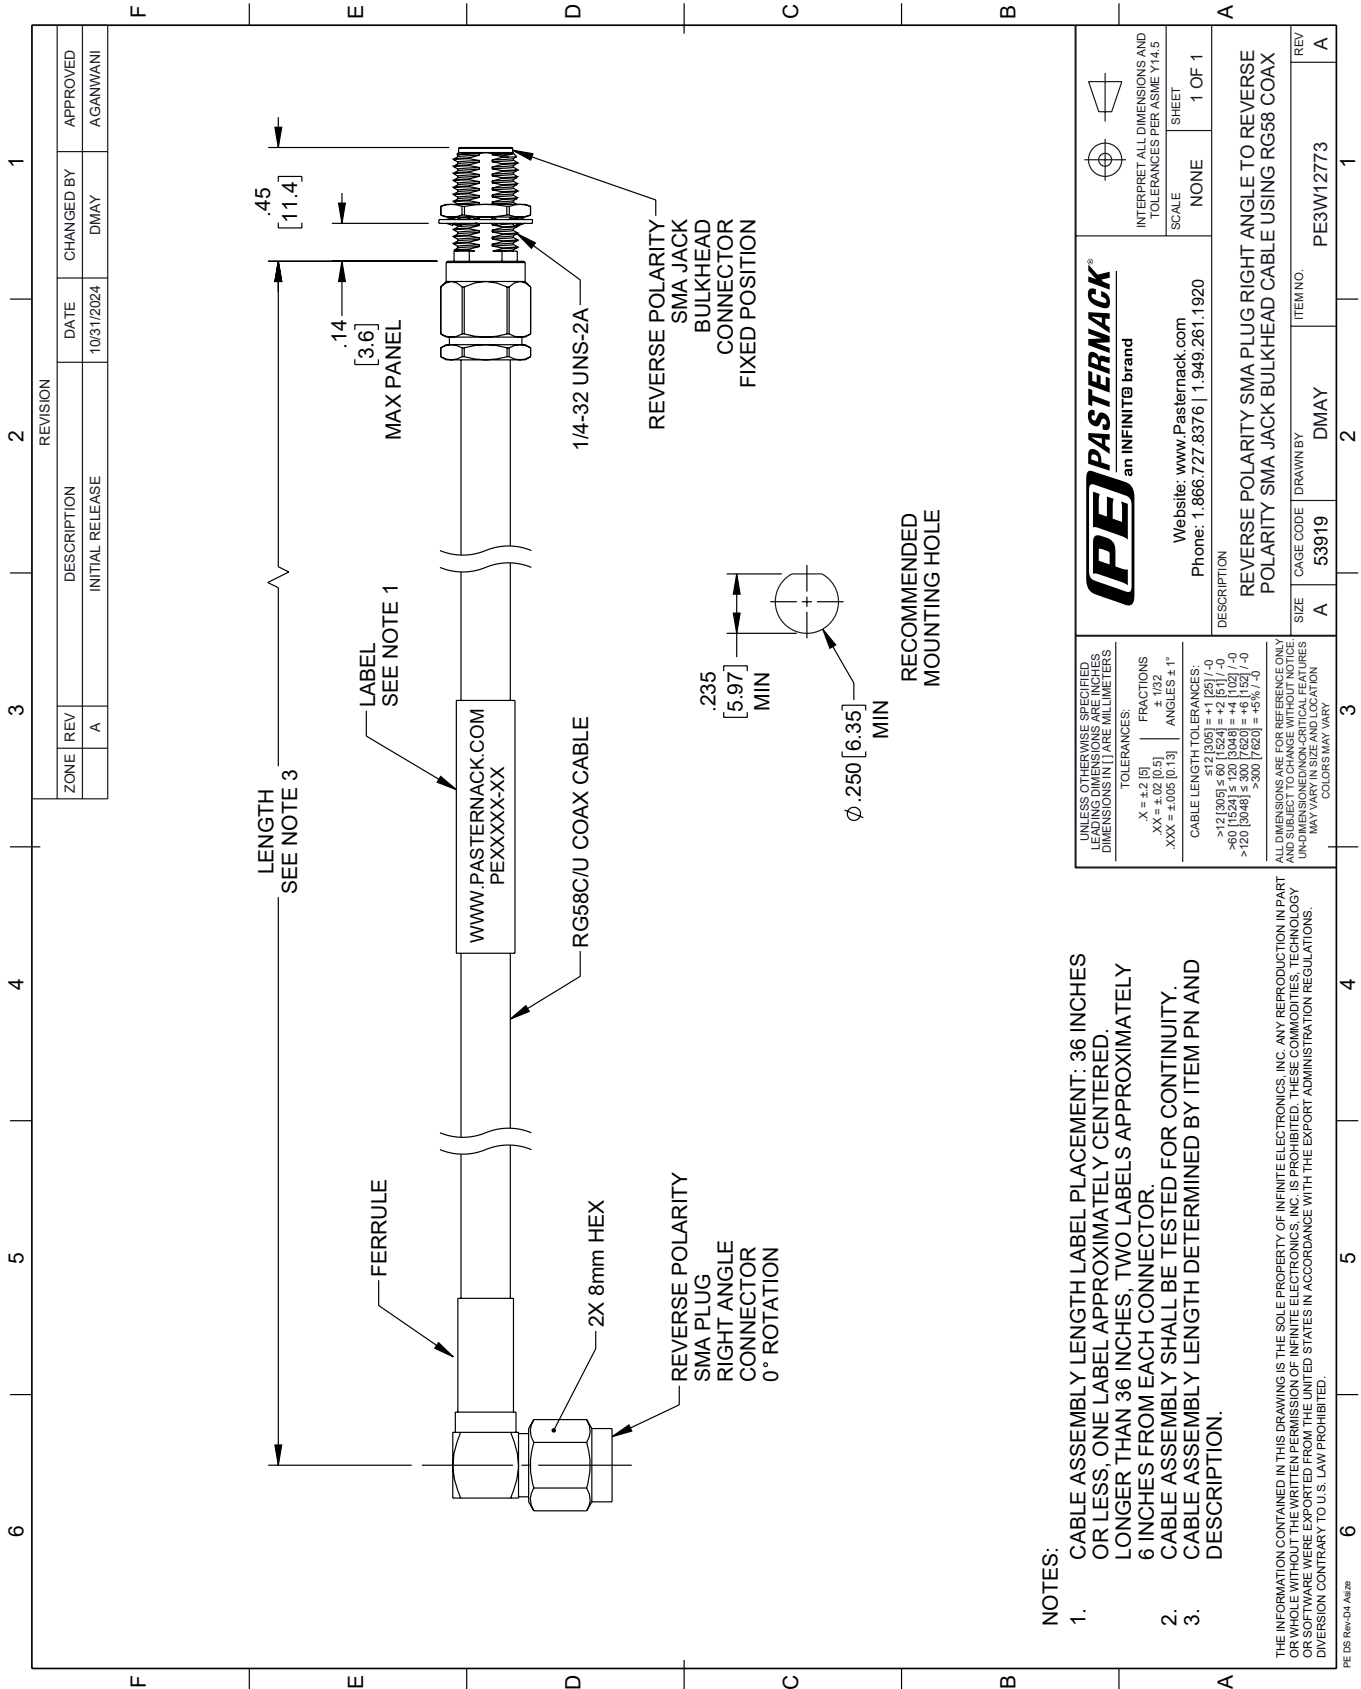 6
5
4
3
2
1
F
E
D
C
B
A
REVISION
ZONE
REV
DESCRIPTION
DATE
CHANGED BY
APPROVED
A
INITIAL RELEASE
10/31/2024
DMAY
AGANWANI
LENGTH
SEE NOTE 3
.45
[11.4]
.14
[3.6]
MAX PANEL
FERRULE
LABEL
SEE NOTE 1
WWW.PASTERNACK.COM
PEXXXXX-XX
RG58C/U COAX CABLE
1/4-32 UNS-2A
2X 8mm HEX
REVERSE POLARITY
SMA PLUG
RIGHT ANGLE
CONNECTOR
0° ROTATION
REVERSE POLARITY
SMA JACK
BULKHEAD
CONNECTOR
FIXED POSITION
.235
[5.97]
MIN
Ø .250 [6.35]
MIN
RECOMMENDED
MOUNTING HOLE
NOTES:
1. CABLE ASSEMBLY LENGTH LABEL PLACEMENT: 36 INCHES
OR LESS, ONE LABEL APPROXIMATELY CENTERED.
LONGER THAN 36 INCHES, TWO LABELS APPROXIMATELY
6 INCHES FROM EACH CONNECTOR.
2. CABLE ASSEMBLY SHALL BE TESTED FOR CONTINUITY.
3. CABLE ASSEMBLY LENGTH DETERMINED BY ITEM PN AND
DESCRIPTION.
THE INFORMATION CONTAINED IN THIS DRAWING IS THE SOLE PROPERTY OF INFINITE ELECTRONICS, INC. ANY REPRODUCTION IN PART
OR WHOLE WITHOUT THE WRITTEN PERMISSION OF INFINITE ELECTRONICS, INC. IS PROHIBITED. THESE COMMODITIES, TECHNOLOGY
OR SOFTWARE WERE EXPORTED FROM THE UNITED STATES IN ACCORDANCE WITH THE EXPORT ADMINISTRATION REGULATIONS.
DIVERSION CONTRARY TO U.S. LAW PROHIBITED.
UNLESS OTHERWISE SPECIFIED
LEADING DIMENSIONS ARE INCHES
DIMENSIONS IN [ ] ARE MILLIMETERS
TOLERANCES:
.X = ±.2 [5]
.XX = ±.02 [0.5]
.XXX = ±.005 [0.13]
FRACTIONS
± 1/32
ANGLES ± 1°
CABLE LENGTH TOLERANCES:
≤12 [305] = +1 [25] / -0
>12 [305] ≤ 60 [1524] = +2 [51] / -0
>60 [1524] ≤ 120 [3048] = +4 [102] / -0
>120 [3048] ≤ 300 [7620] = +6 [152] / -0
>300 [7620] = +5% / -0
ALL DIMENSIONS ARE FOR REFERENCE ONLY
AND SUBJECT TO CHANGE WITHOUT NOTICE.
UN-DIMENSIONED/NON-CRITICAL FEATURES
MAY VARY IN SIZE AND LOCATION
COLORS MAY VARY
PE PASTERNACK®
an INFINIT@ brand
Website: www.Pasternack.com
Phone: 1.866.727.8376 | 1.949.261.1920
INTERPRET ALL DIMENSIONS AND
TOLERANCES PER ASME Y14.5
SCALE
NONE
SHEET
1 OF 1
DESCRIPTION
REVERSE POLARITY SMA PLUG RIGHT ANGLE TO REVERSE
POLARITY SMA JACK BULKHEAD CABLE USING RG58 COAX
SIZE
A
CAGE CODE
53919
DRAWN BY
DMAY
ITEM NO.
PE3W12773
REV
A
F
E
D
C
B
A
6
5
4
3
2
1
PE DS Rev-D4 Asize